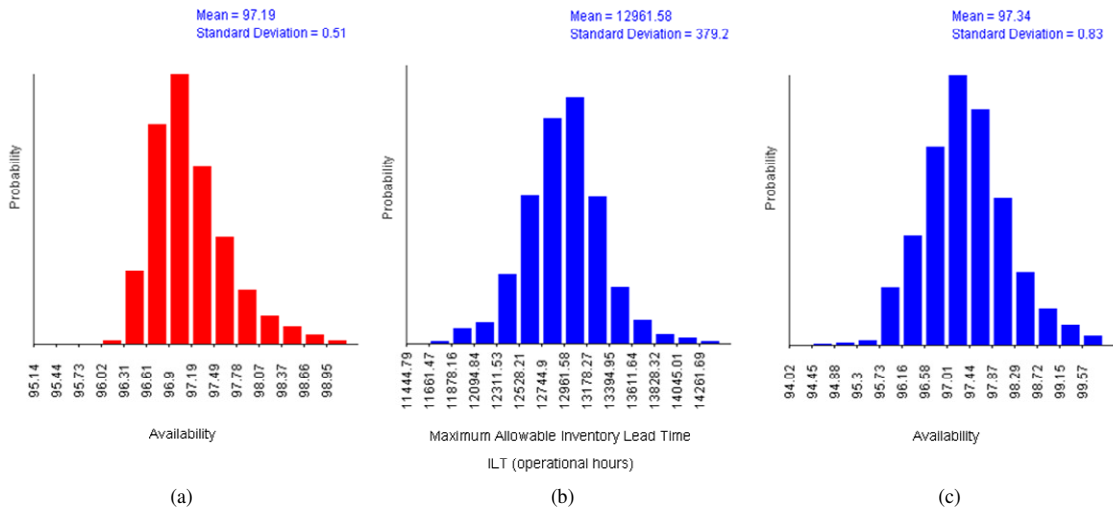 Mean = 97.19
Standard Deviation = 0.51
Probability
95.14
95.44
95.73
96.02
96.31
96.61
96.9
97.19
97.49
97.78
98.07
98.37
98.66
98.95
Availability
(a)
Mean = 12961.58
Standard Deviation = 379.2
Probability
11444.79
11661.47
11878.16
12094.84
12311.53
12528.21
12744.9
12961.58
13178.27
13394.95
13611.64
13828.32
14045.01
14261.69
Maximum Allowable Inventory Lead Time
ILT (operational hours)
(b)
Mean = 97.34
Standard Deviation = 0.83
Probability
94.02
94.45
94.88
95.3
95.73
96.16
96.58
97.01
97.44
97.87
98.29
98.72
99.15
99.57
Availability
(c)